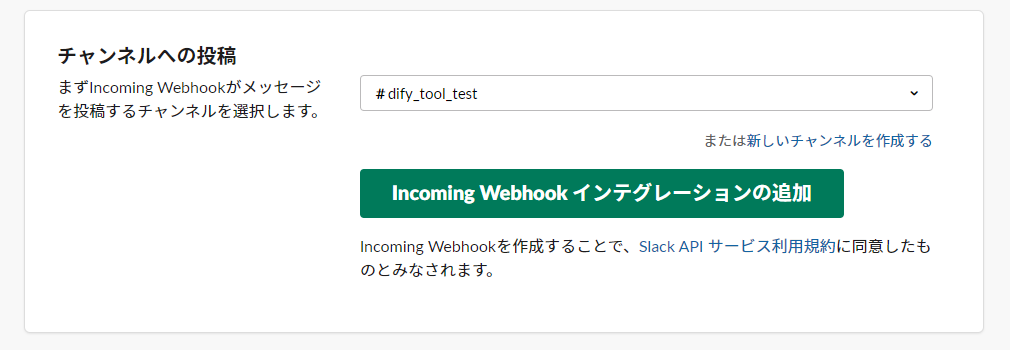 チャンネルへの投稿
まずIncoming Webhookがメッセージ
を投稿するチャンネルを選択します。
# dify_tool_test
または新しいチャンネルを作成する
Incoming Webhook インテグレーションの追加
Incoming Webhookを作成することで、Slack API サービス利用規約に同意したも
のとみなされます。